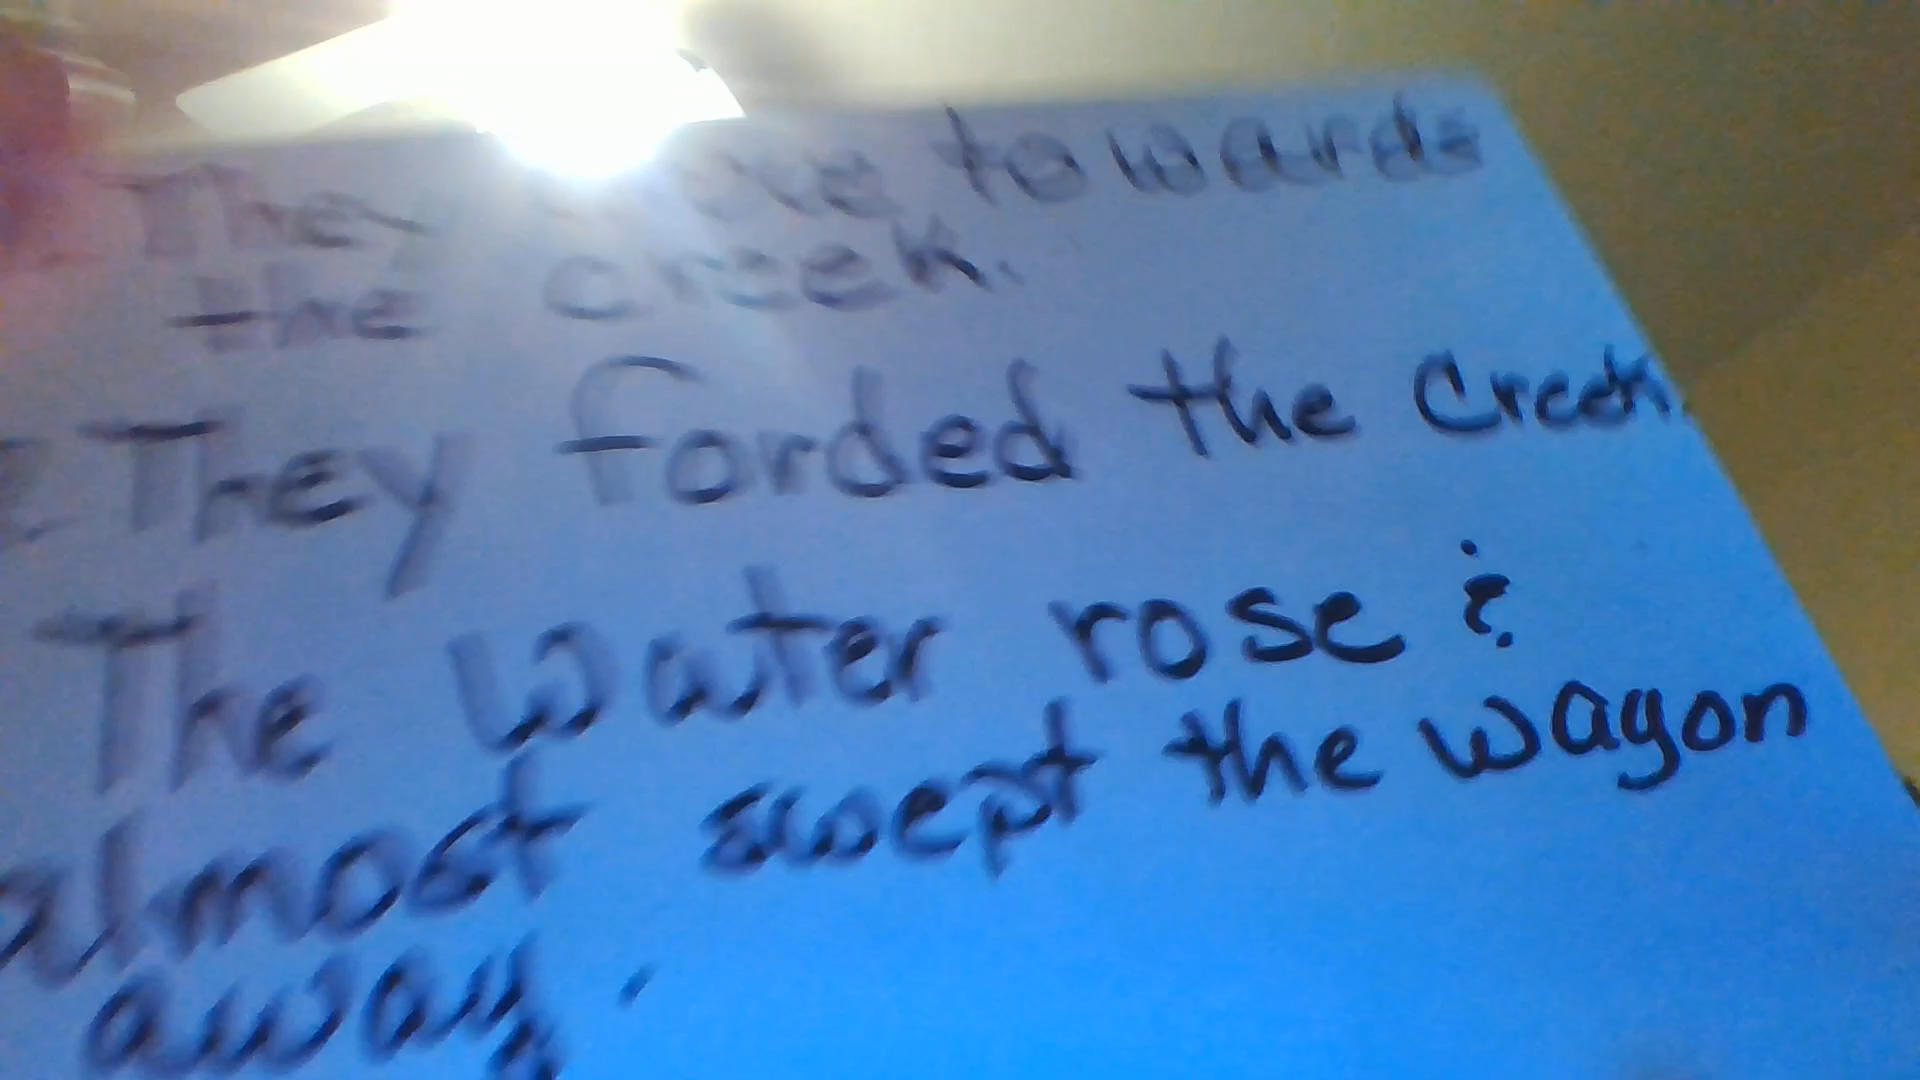 They towards
the creek.
They forded the Creek.
The water rose &
almost swept the wagon
away.